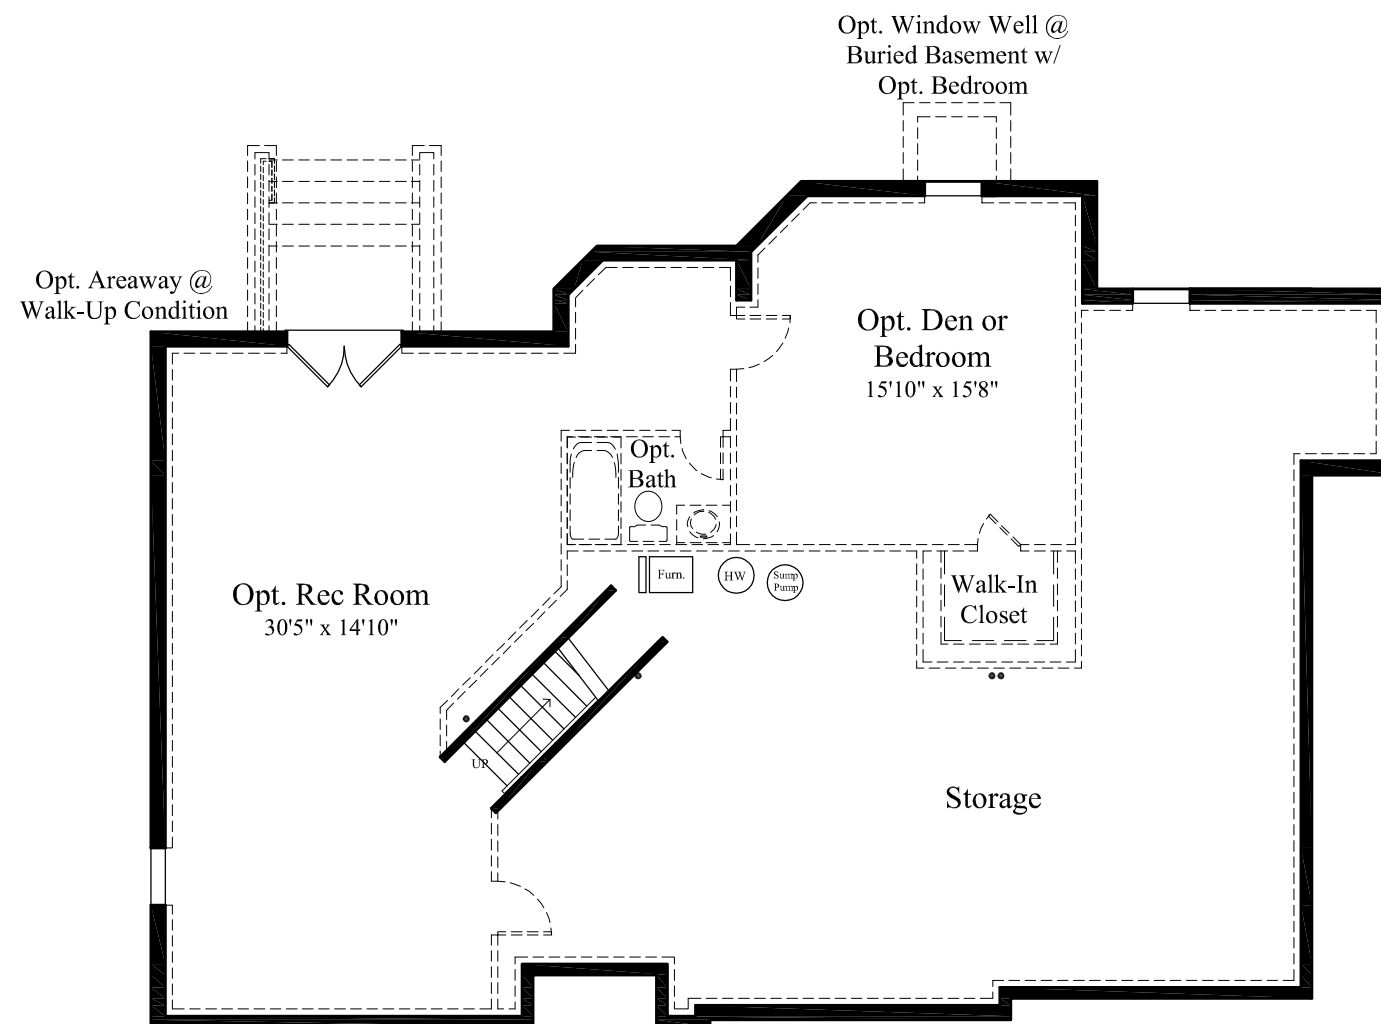 Opt. Window Well @
Buried Basement w/
Opt. Bedroom
Opt. Areaway @
Walk-Up Condition
Opt. Den or
Bedroom
15'10" x 15'8"
Opt.
Bath
Furn.
HW
Sump
Pump
Walk-In
Closet
Opt. Rec Room
30'5" x 14'10"
UP
Storage